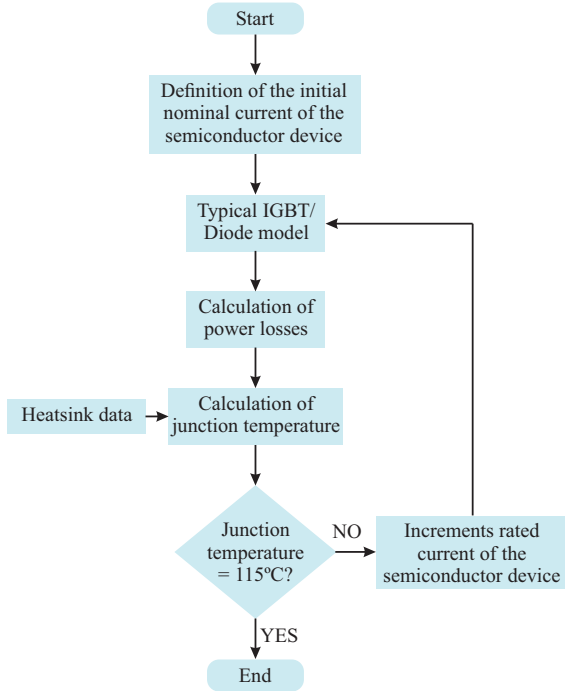 Start
Definition of the initial
nominal current of the
semiconductor device
Typical IGBT/
Diode model
Calculation of
power losses
Heatsink data
Calculation of
junction temperature
Junction
temperature
= 115ºC?
NO
Increments rated
current of the
semiconductor device
YES
End